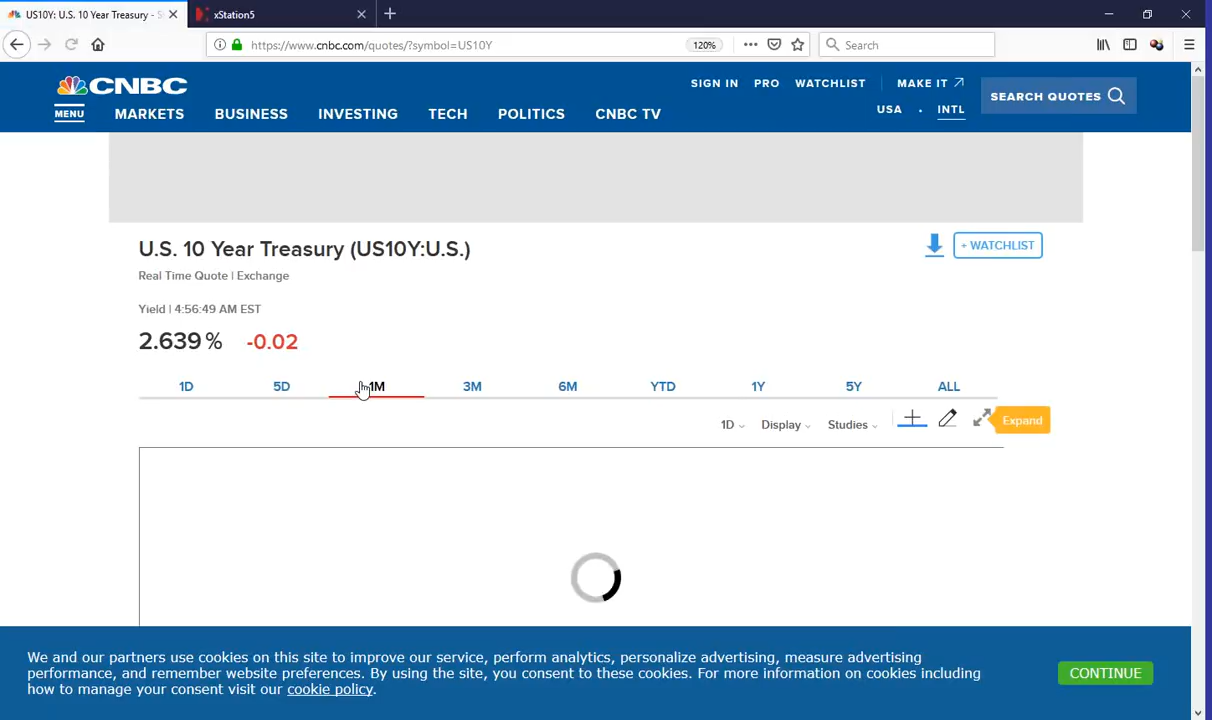 US10Y: U.S. 10 Year Treasury -
xStation5
https://www.cnbc.com/quotes/?symbol=US10Y
120%
Search
CNBC
SIGN IN
PRO
WATCHLIST
MAKE IT
USA
INTL
SEARCH QUOTES
MENU
MARKETS
BUSINESS
INVESTING
TECH
POLITICS
CNBC TV
U.S. 10 Year Treasury (US10Y:U.S.)
+ WATCHLIST
Real Time Quote | Exchange
Yield | 4:56:49 AM EST
2.639 % -0.02
1D 5D 1M 3M 6M YTD 1Y 5Y ALL
1D Display Studies Expand
We and our partners use cookies on this site to improve our service, perform analytics, personalize advertising, measure advertising
performance, and remember website preferences. By using the site, you consent to these cookies. For more information on cookies including
how to manage your consent visit our cookie policy.
CONTINUE